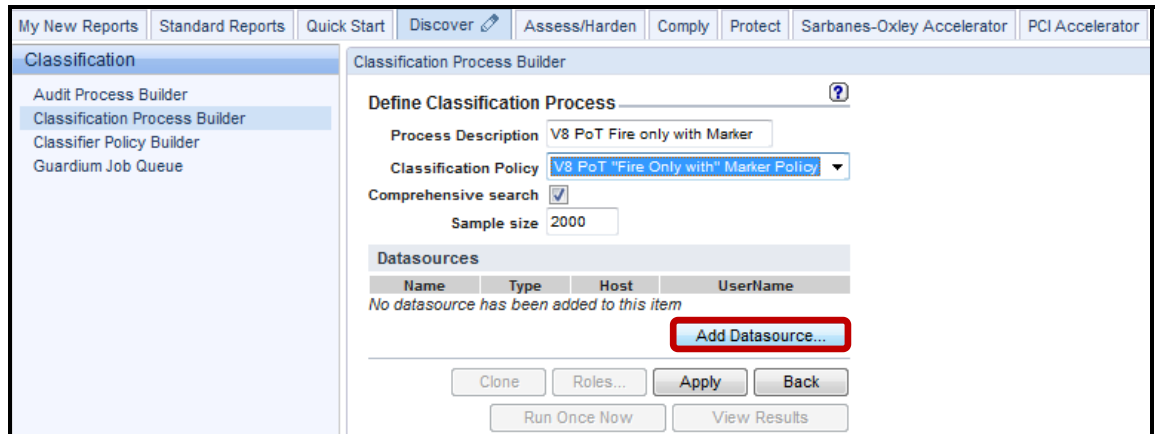 My New Reports Standard Reports Quick Start Discover Assess/Harden Comply Protect Sarbanes-Oxley Accelerator PCI Accelerator
Classification
Audit Process Builder
Classification Process Builder
Classifier Policy Builder
Guardium Job Queue
Classification Process Builder
Define Classification Process ?
Process Description V8 PoT Fire only with Marker
Classification Policy V8 PoT "Fire Only with" Marker Policy
Comprehensive search
Sample size 2000
Datasources
Name Type Host UserName
No datasource has been added to this item
Add Datasource...
Clone Roles... Apply Back
Run Once Now View Results